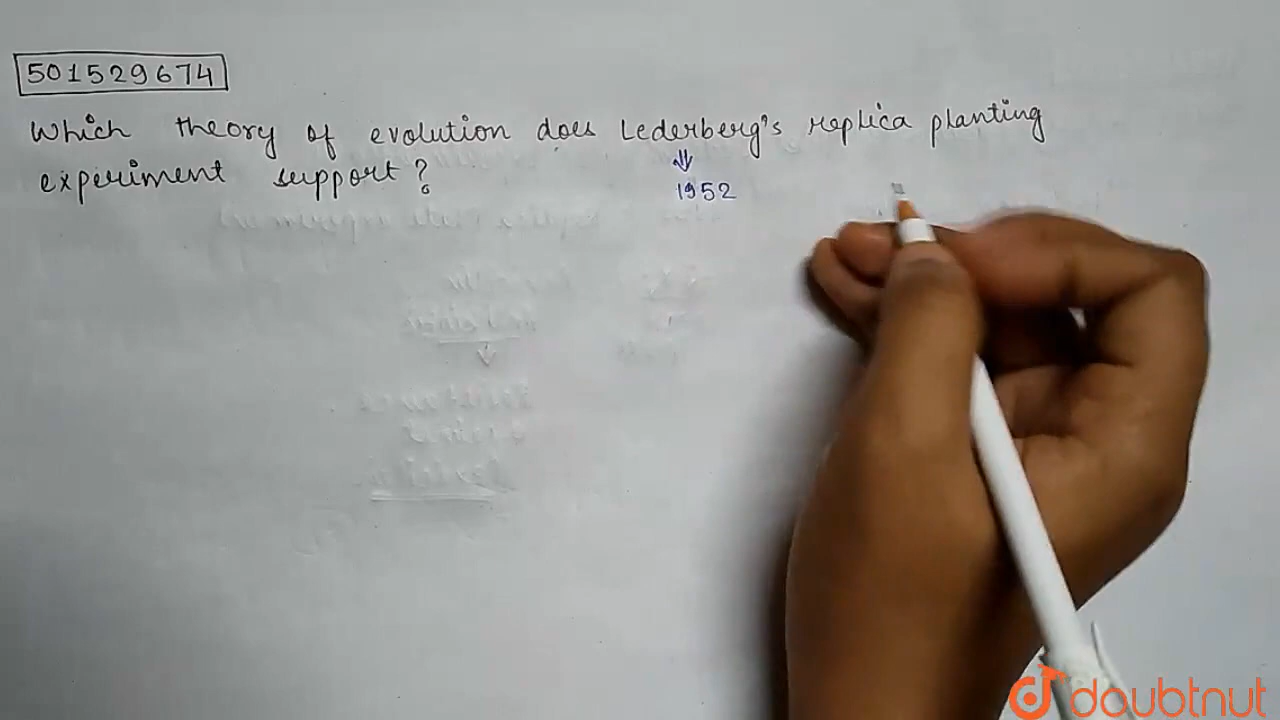 501529674
Which theory of evolution does Lederberg's replica planting
experiment support?
1952
doubtnut